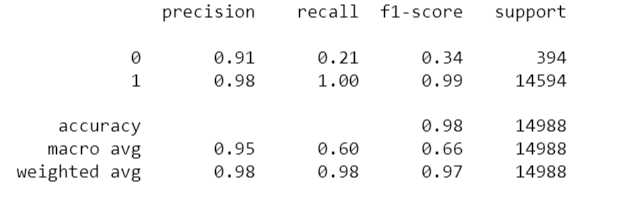 precision recall f1-score support
0 0.91 0.21 0.34 394
1 0.98 1.00 0.99 14594
accuracy 0.98 14988
macro avg 0.95 0.60 0.66 14988
weighted avg 0.98 0.98 0.97 14988